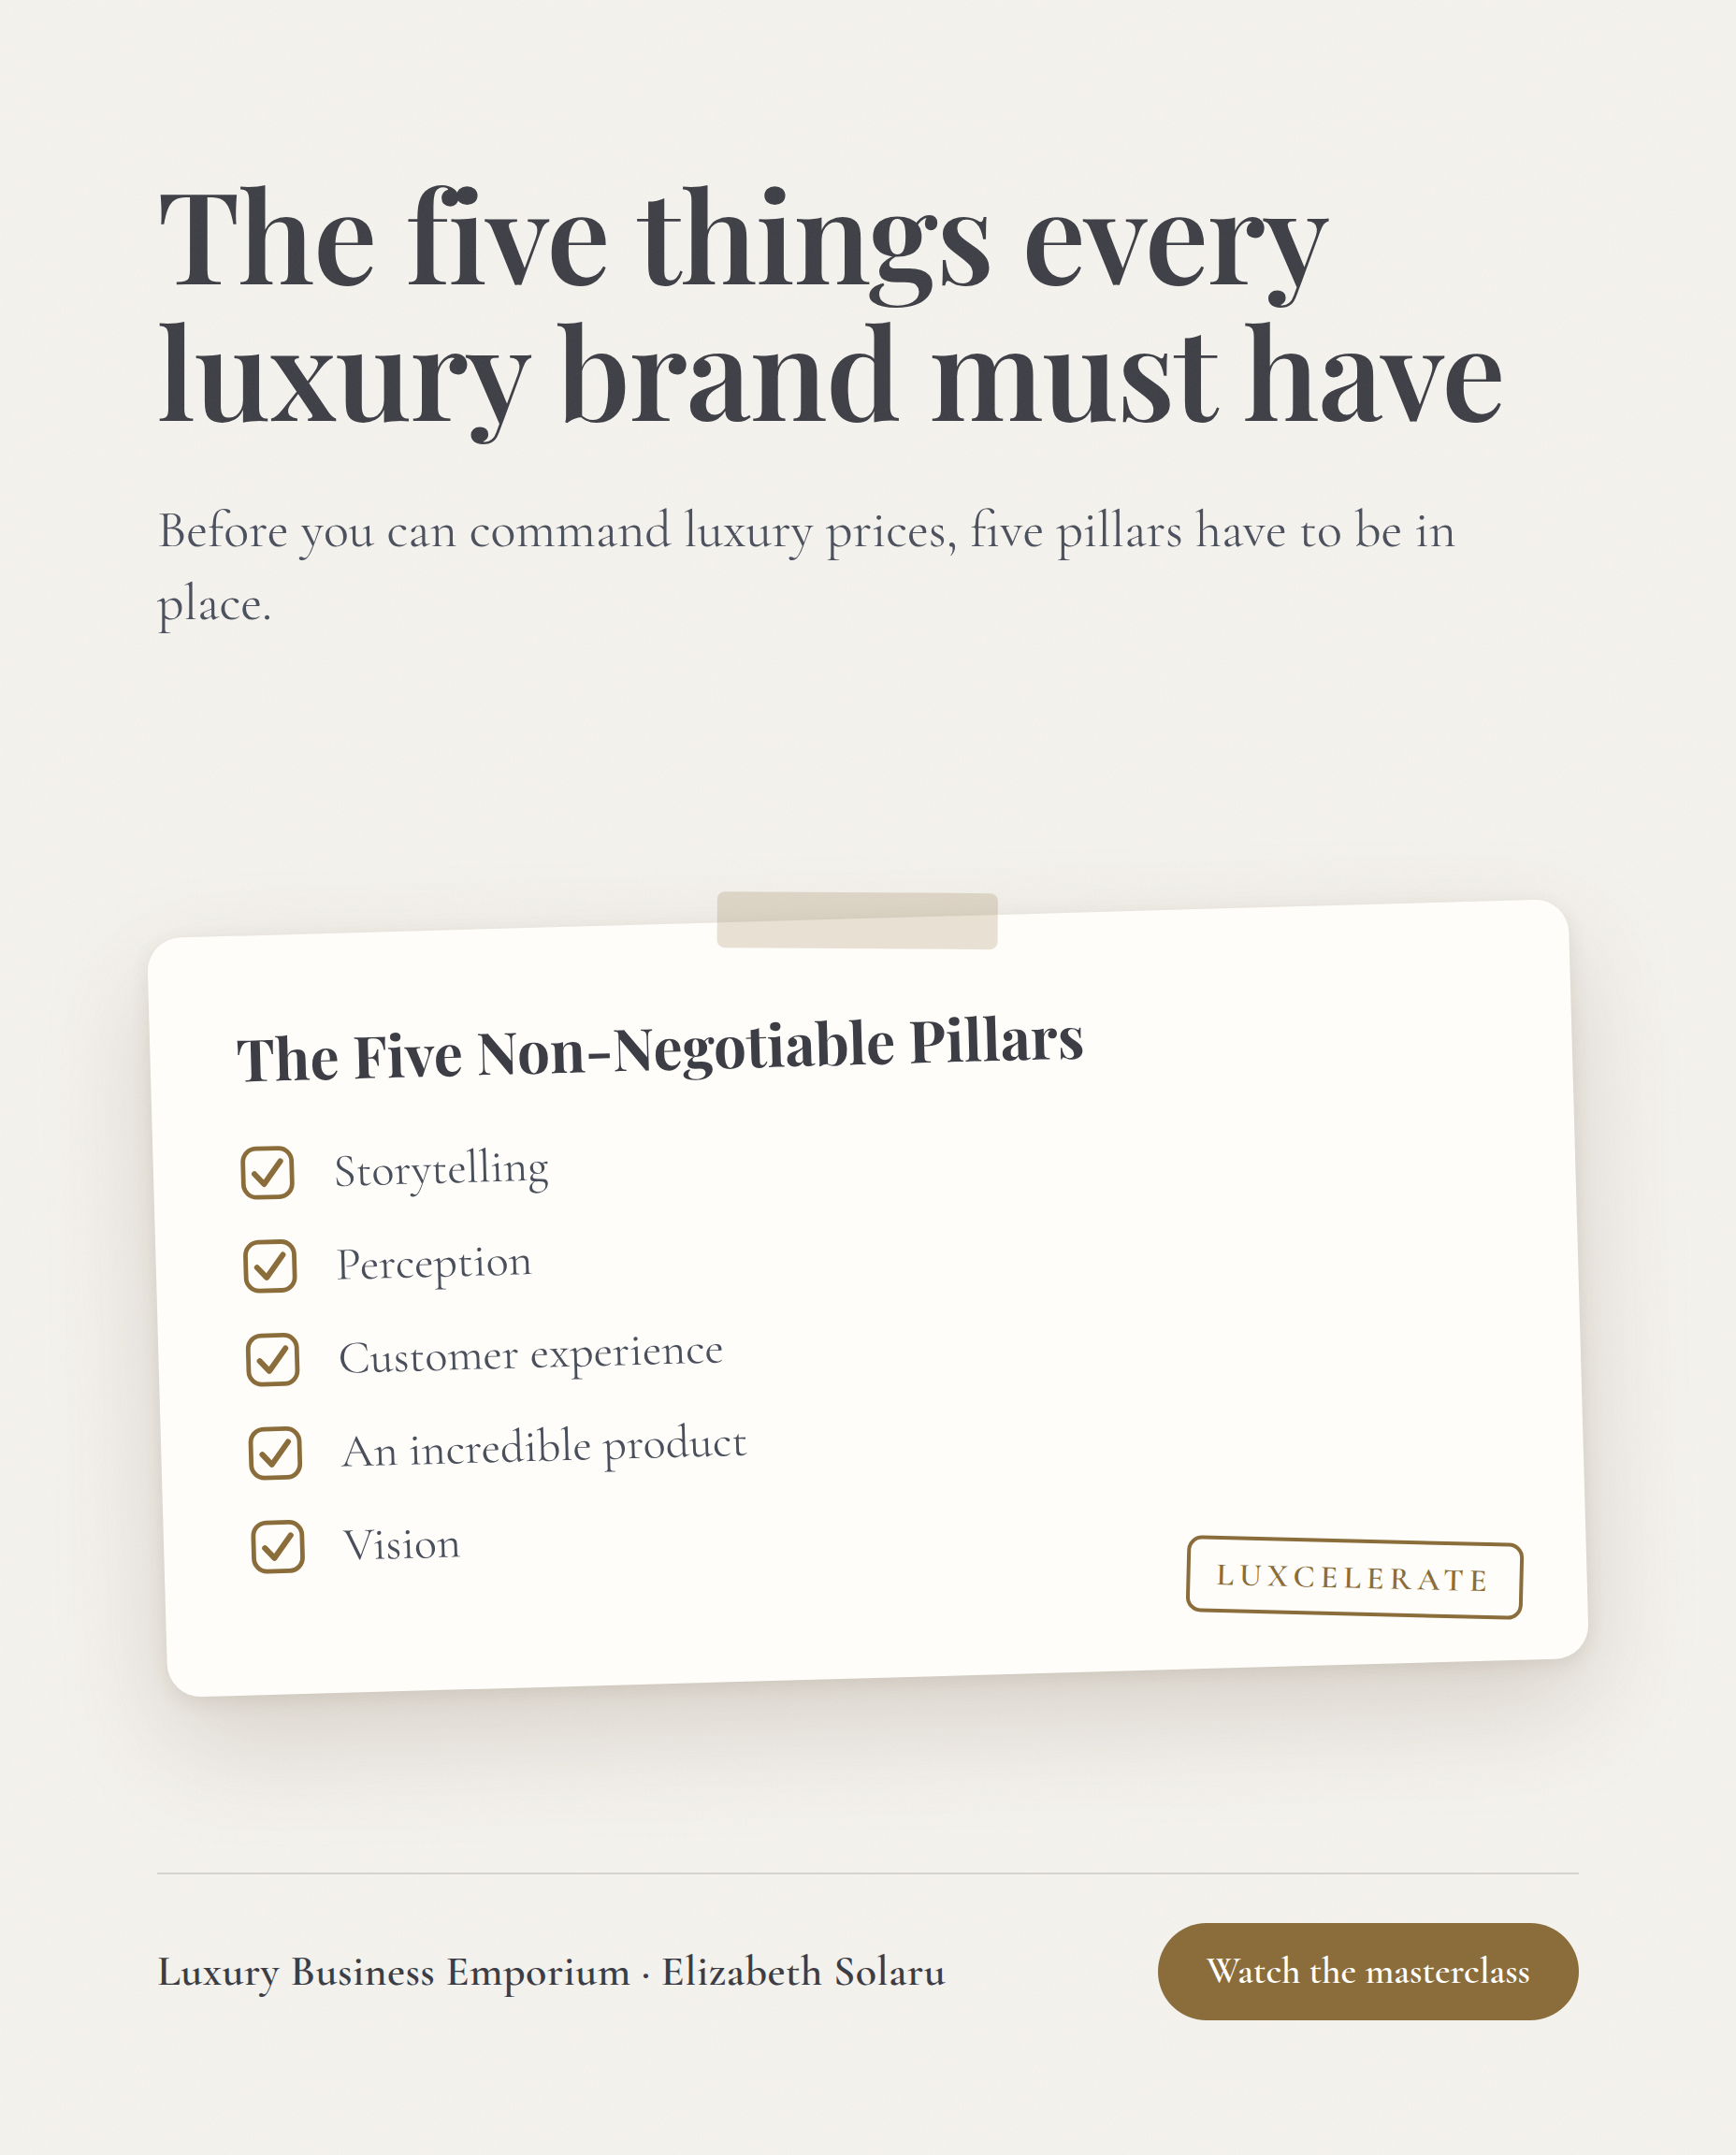 The five things every
luxury brand must have
Before you can command luxury prices, five pillars have to be in
place.
The Five Non-Negotiable Pillars
Storytelling
Perception
Customer experience
An incredible product
Vision
LUXCELERATE
Luxury Business Emporium · Elizabeth Solaru
Watch the masterclass